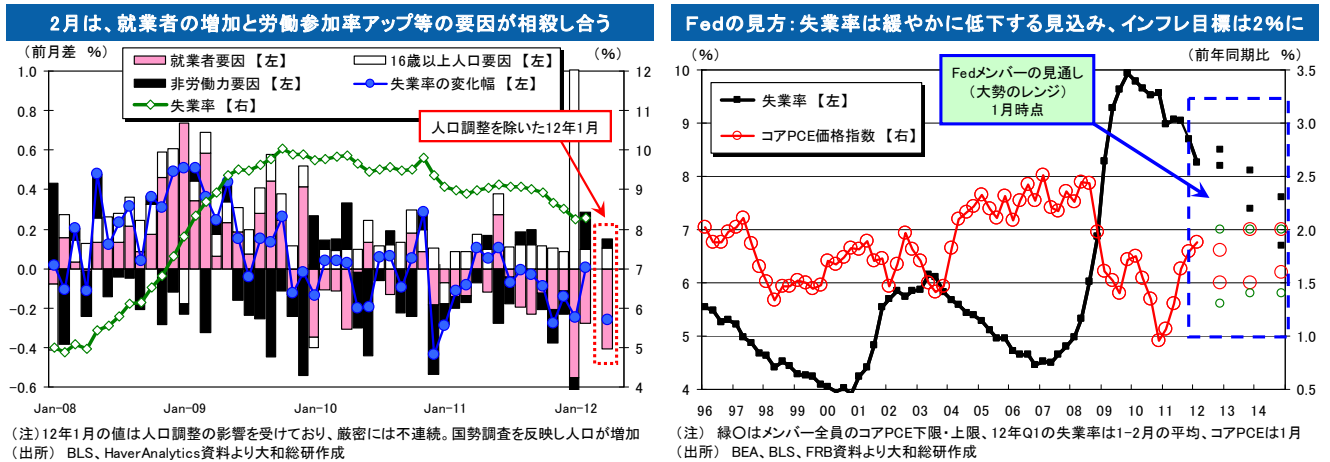 2月は、就業者の増加と労働参加率アップ等の要因が相殺し合う
(前月差 %)
(%)
就業者要因 【左】
16歳以上人口要因 【左】
非労働力要因 【左】
失業率の変化幅 【左】
失業率 【右】
人口調整を除いた12年1月
1.0
0.8
0.6
0.4
0.2
0.0
-0.2
-0.4
-0.6
12
11
10
9
8
7
6
5
4
Jan-08
Jan-09
Jan-10
Jan-11
Jan-12
(注)12年1月の値は人口調整の影響を受けており、厳密には不連続。国勢調査を反映し人口が増加
(出所) BLS、HaverAnalytics資料より大和総研作成
Fedの見方：失業率は緩やかに低下する見込み、インフレ目標は2%に
(前年同期比 %)
失業率 【左】
コアPCE価格指数 【右】
Fedメンバーの見通し
(大勢のレンジ)
1月時点
10%
9
8
7
6
5
4
3.5
3.0
2.5
2.0
1.5
1.0
0.5
96 97 98 99 00 01 02 03 04 05 06 07 08 09 10 11 12 13 14
(注) 緑○はメンバー全員のコアPCE下限・上限、12年Q1の失業率は1-2月の平均、コアPCEは1月
(出所) BEA、BLS、FRB資料より大和総研作成